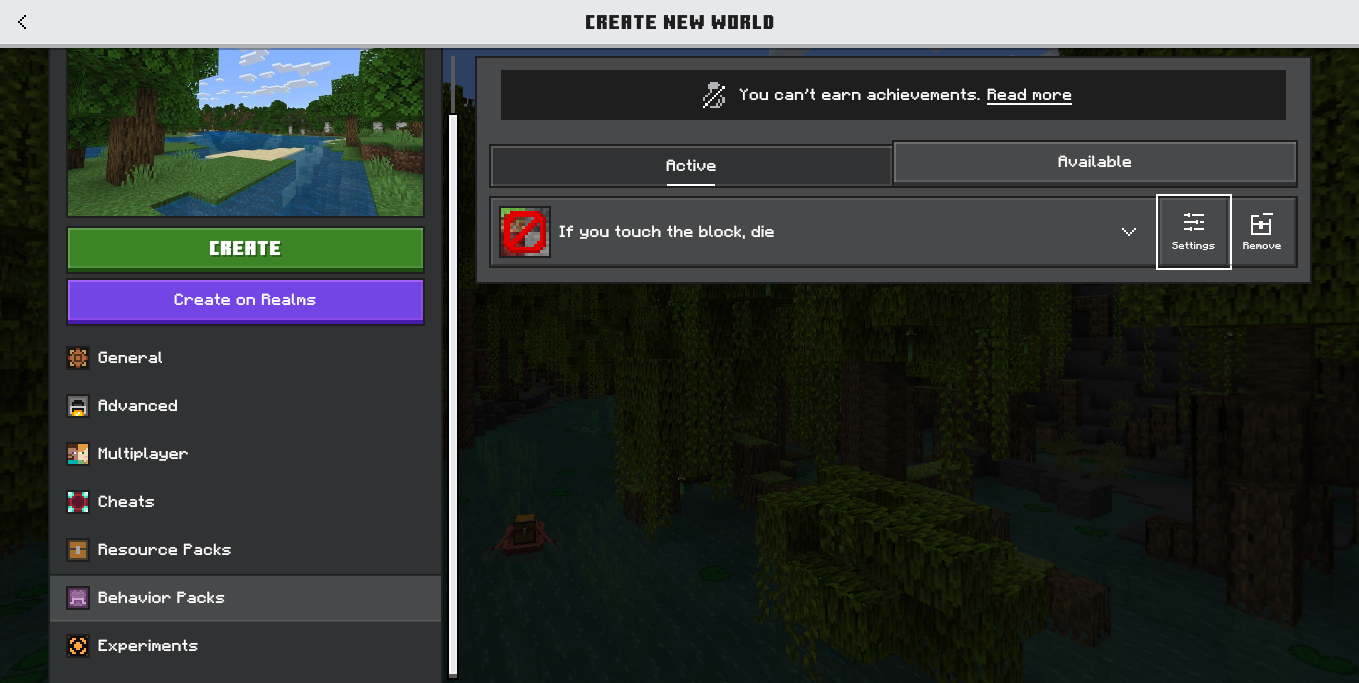 CREATE NEW WORLD
CREATE
Create on Realms
General
Advanced
Multiplayer
Cheats
Resource Packs
Behavior Packs
Experiments
You can't earn achievements. Read more
Active
Available
If you touch the block, die
Settings
Remove